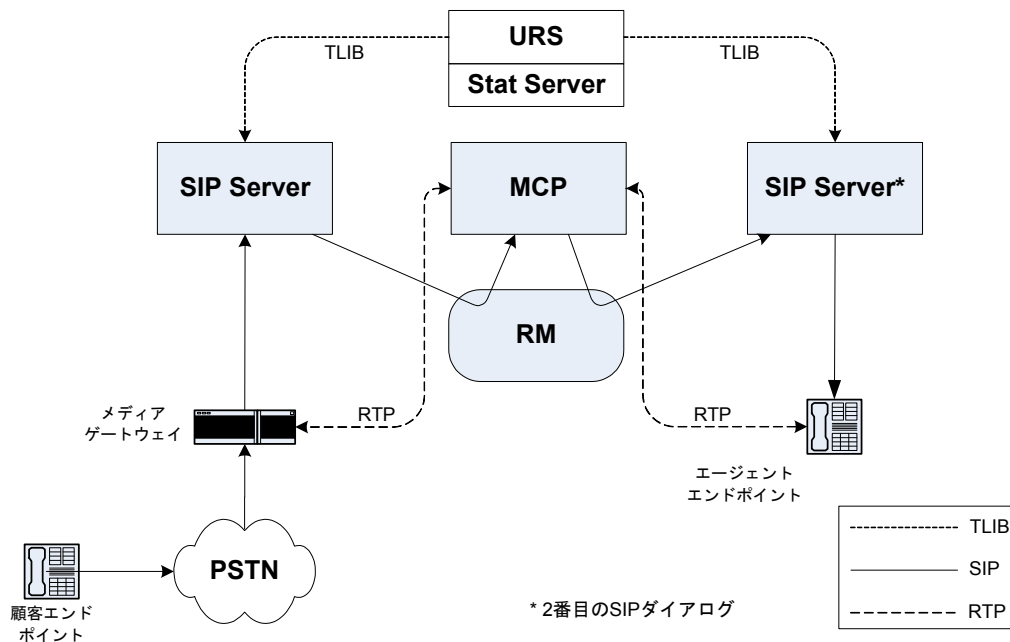 URS
TLIB
TLIB
Stat Server
SIP Server
MCP
SIP Server*
RM
メディア
ゲートウェイ
RTP
RTP
エージェント
エンドポイント
TLIB
SIP
RTP
PSTN
* 2番目のSIPダイアログ
顧客エンド
ポイント